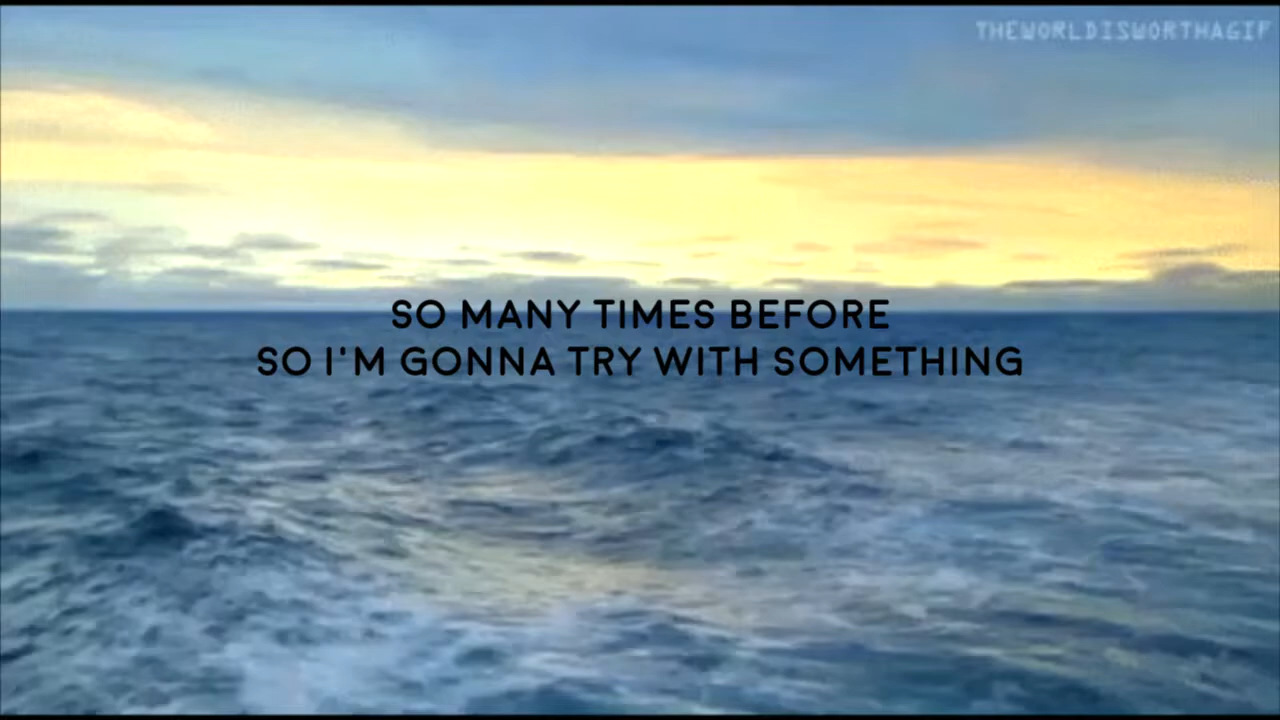 THEWORLDISWORTHAGIF
SO MANY TIMES BEFORE
SO I'M GONNA TRY WITH SOMETHING